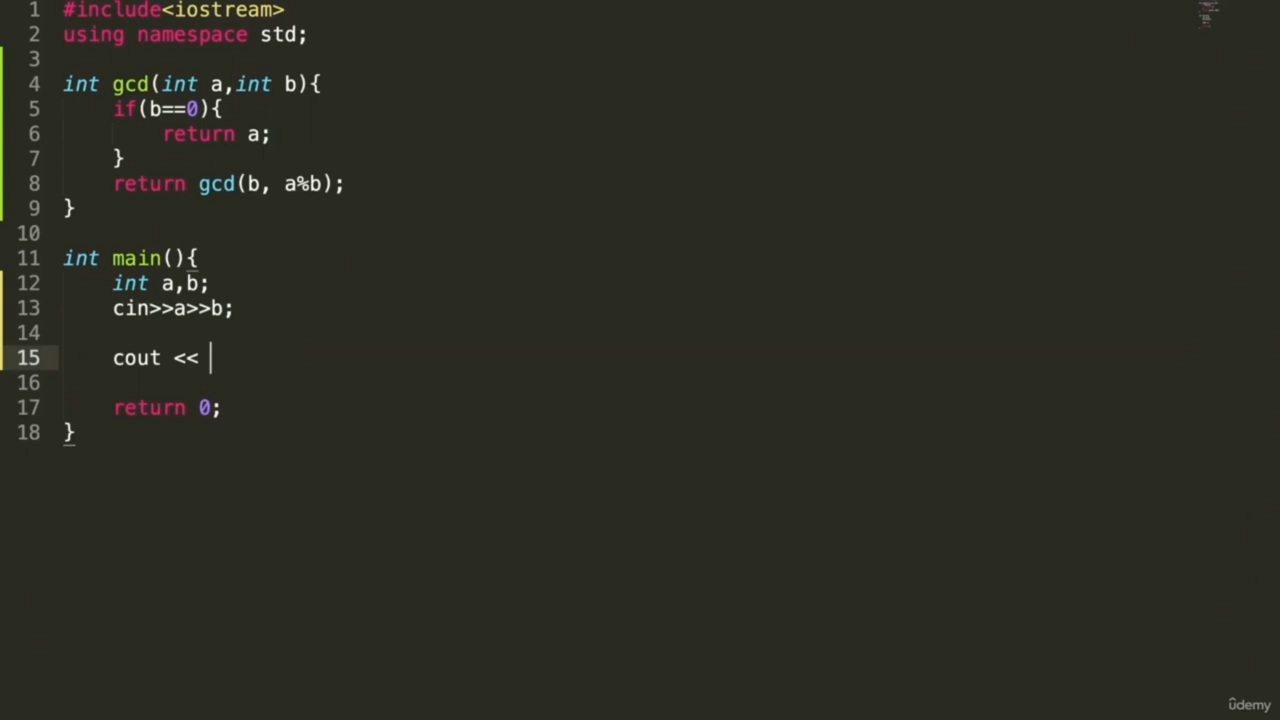 1 #include<iostream>
2 using namespace std;
3
4 int gcd(int a,int b){
5     if(b==0){
6         return a;
7     }
8     return gcd(b, a%b);
9 }
10
11 int main(){
12     int a,b;
13     cin>>a>>b;
14
15     cout << 
16
17     return 0;
18 }
ûdemy